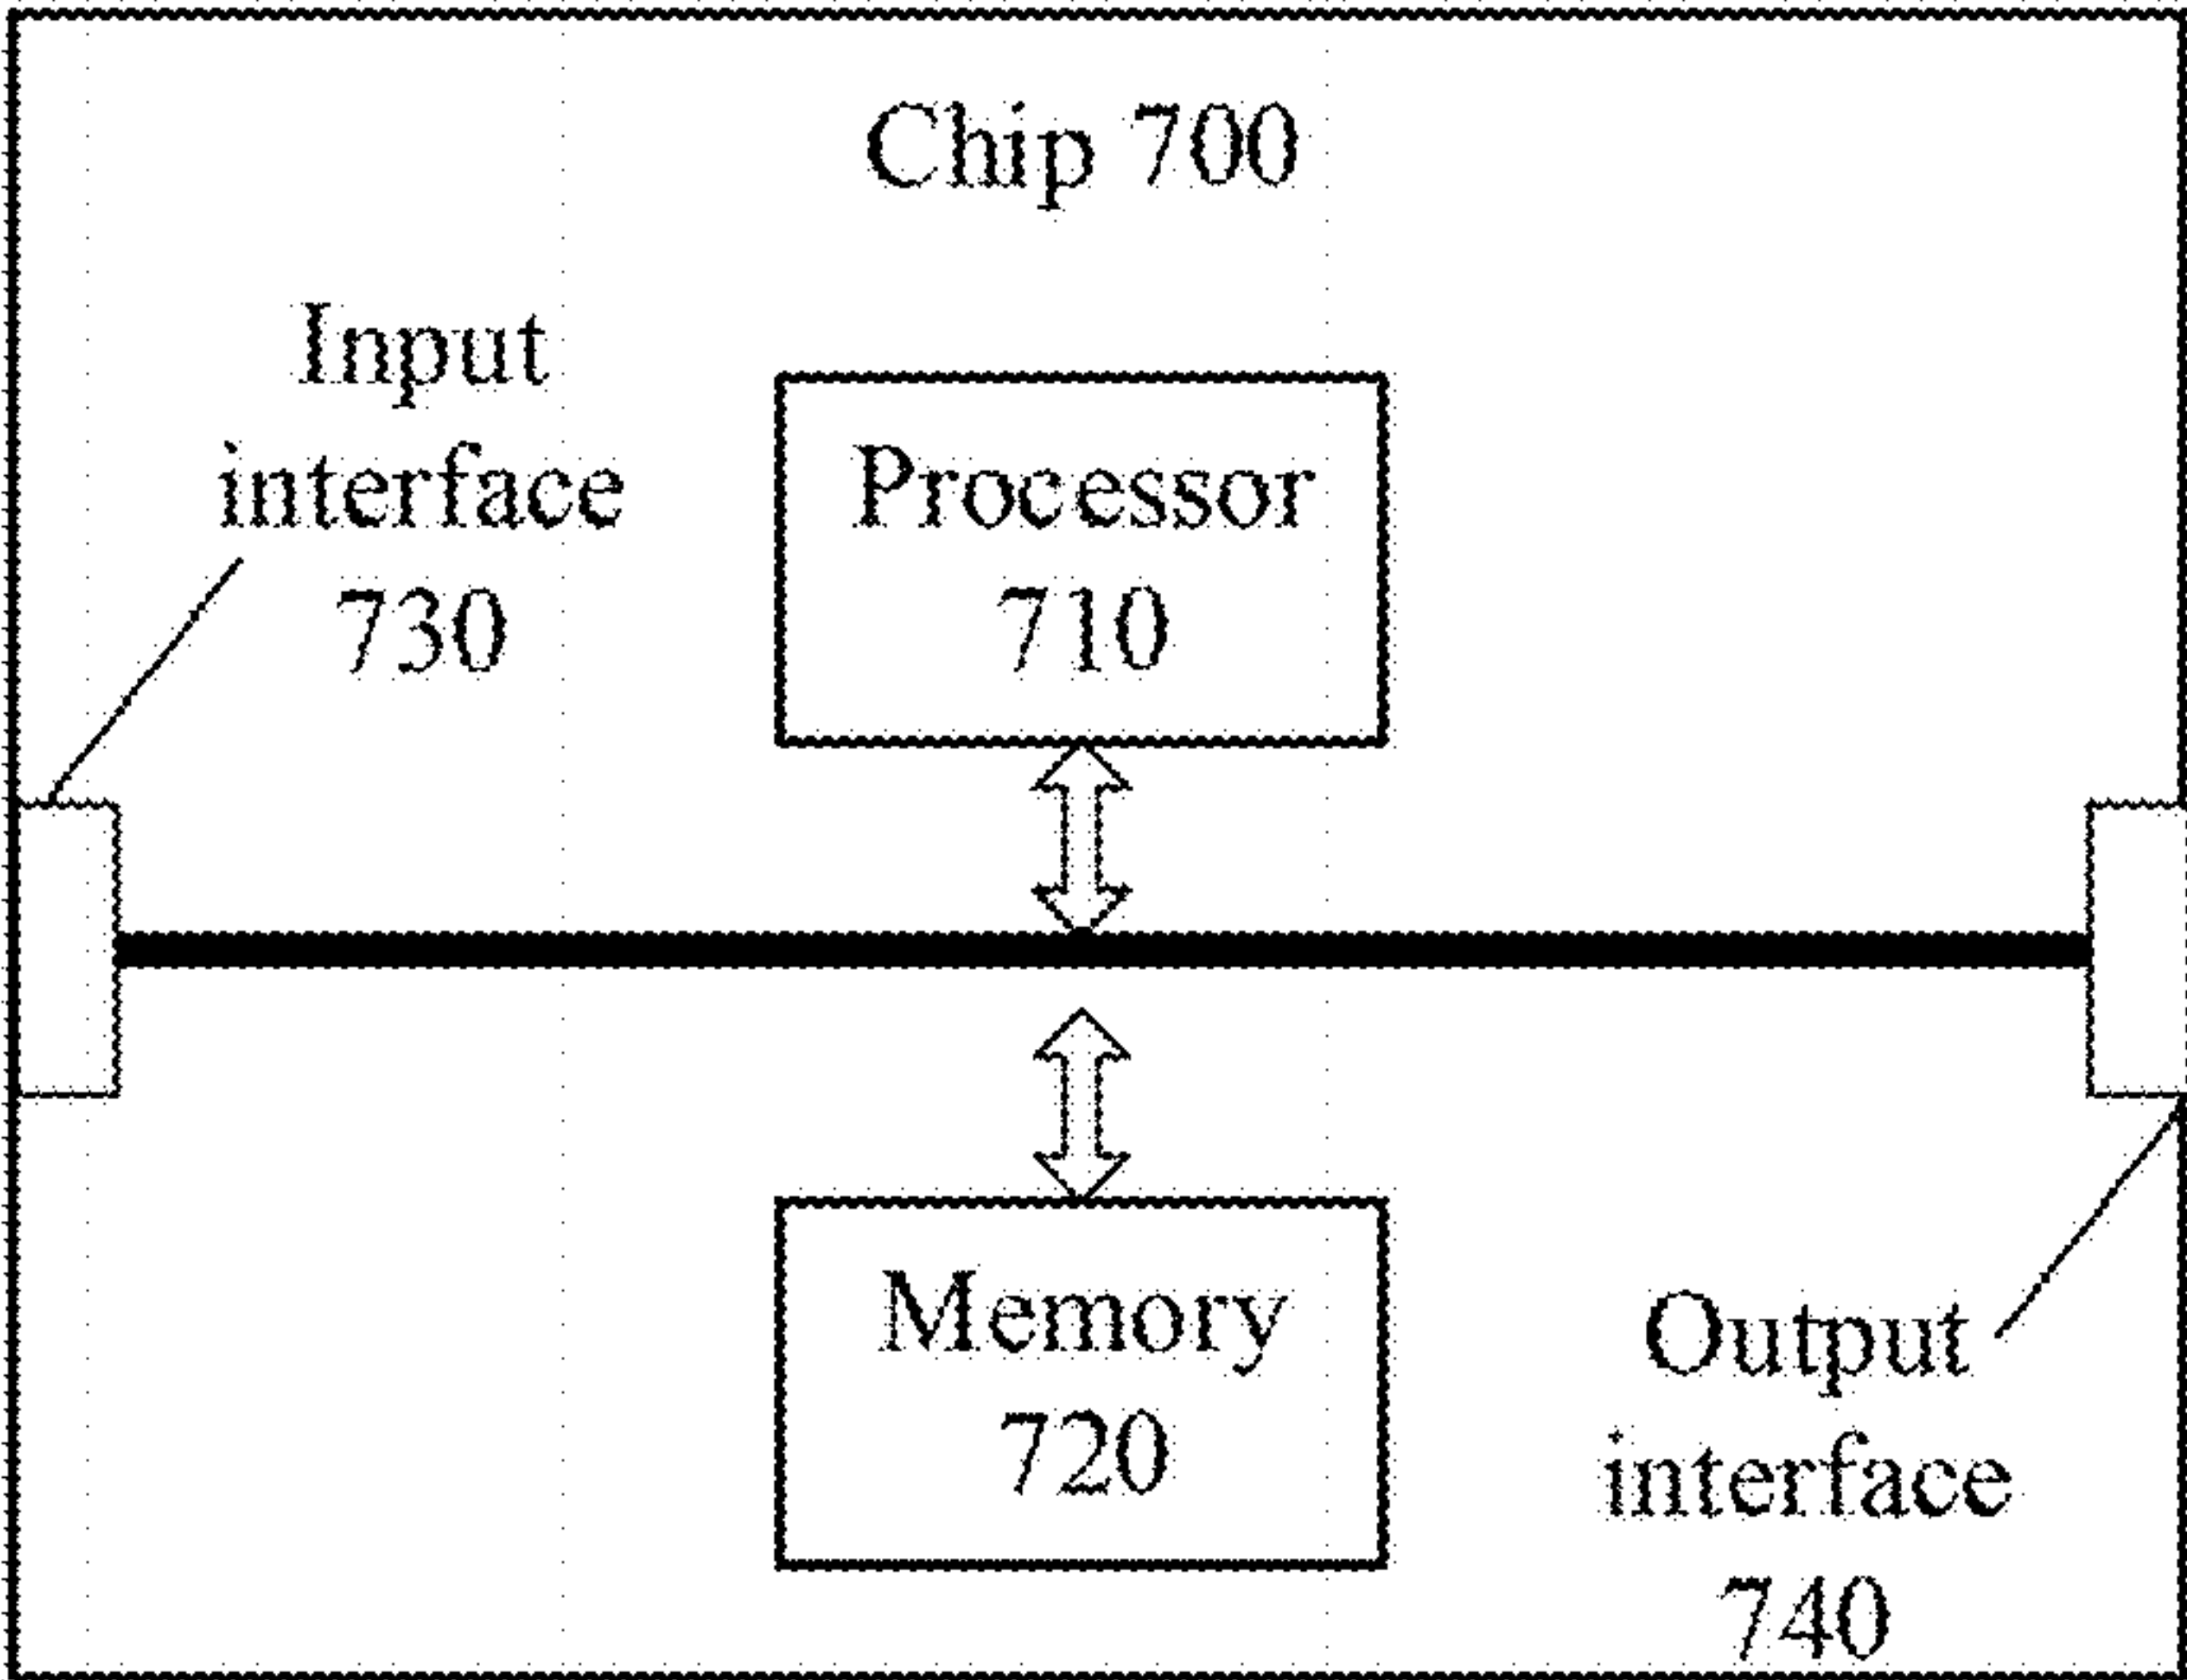 Chip 700
Input
interface
730
Processor
710
Memory
720
Output
interface
740